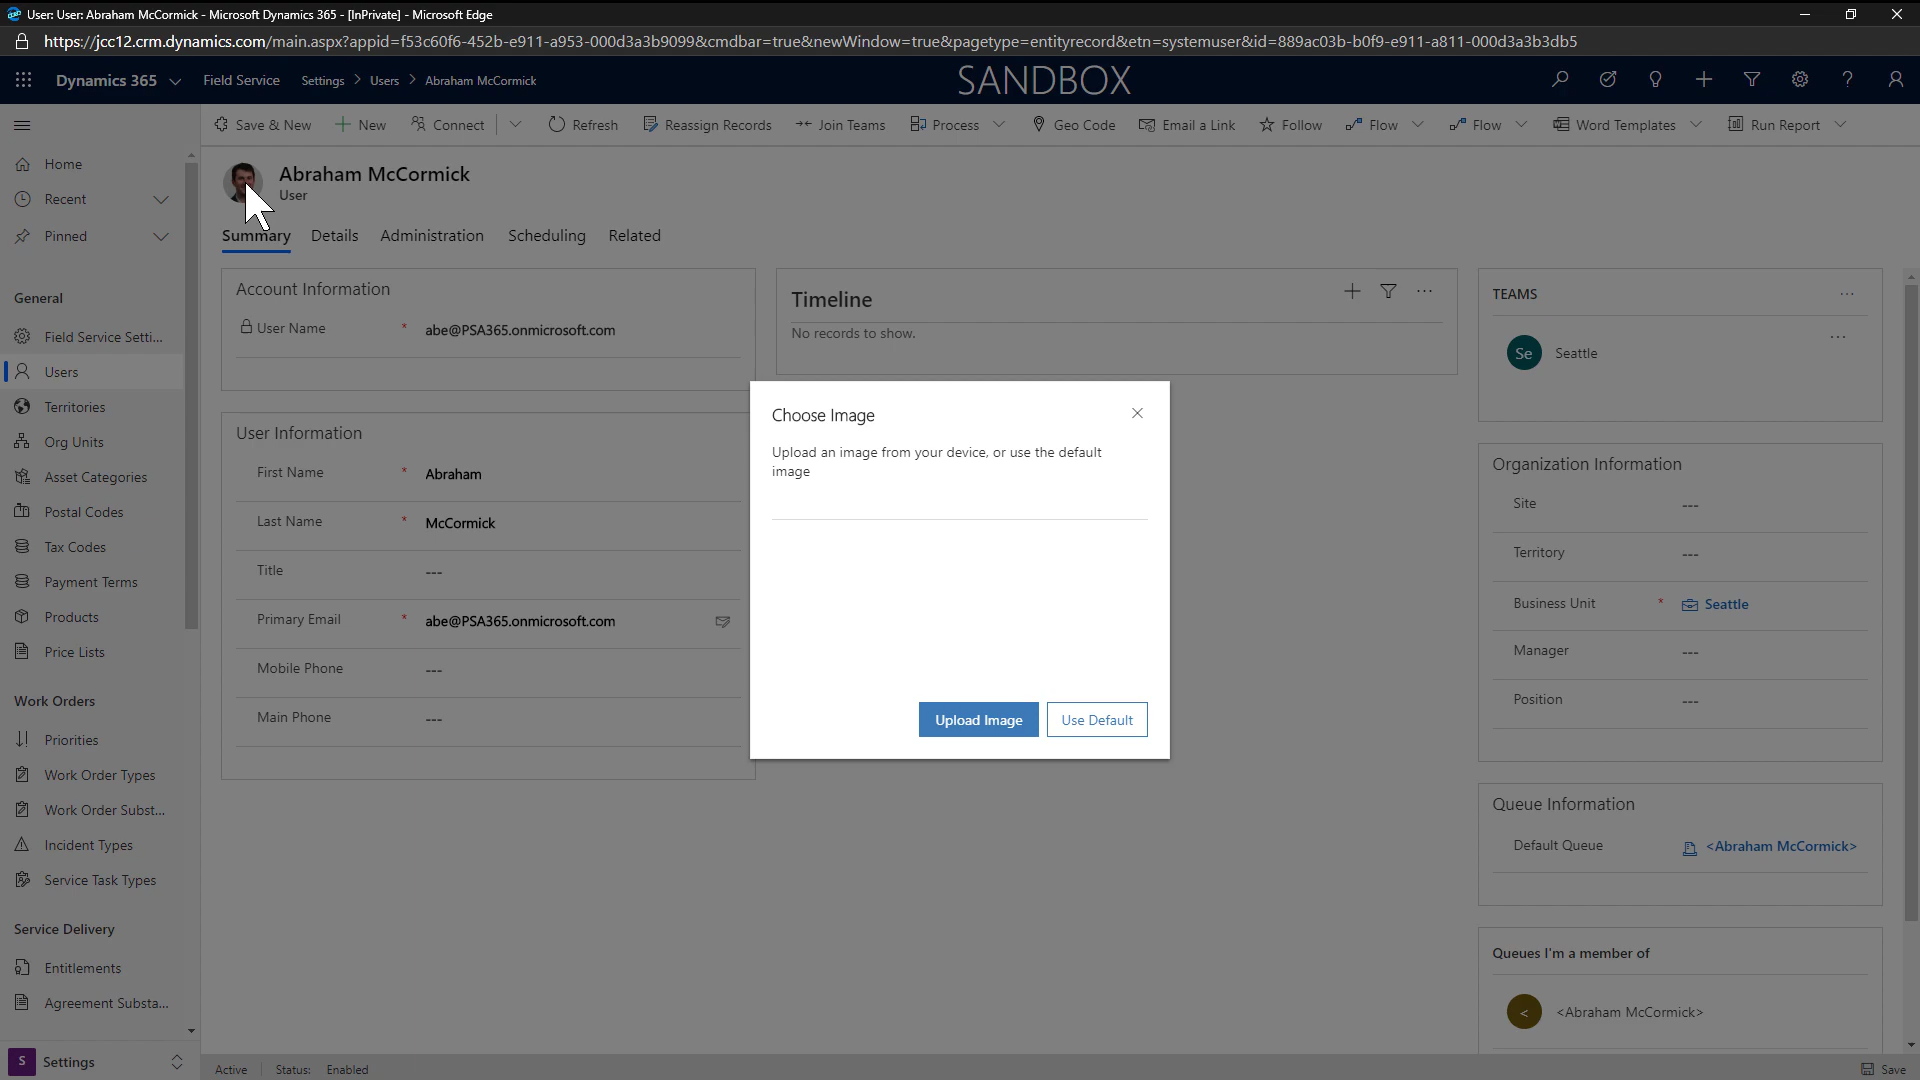 User: User: Abraham McCormick - Microsoft Dynamics 365 - [InPrivate] - Microsoft Edge
https://jcc12.crm.dynamics.com/main.aspx?appid=f53c60f6-452b-e911-a953-000d3a3b9099&cmdbar=true&newWindow=true&pagetype=entityrecord&etn=systemuser&id=889ac03b-b0f9-e911-a811-000d3a3b3db5
Dynamics 365 Field Service Settings > Users > Abraham McCormick SANDBOX
Save & New New Connect Refresh Reassign Records Join Teams Process Geo Code Email a Link Follow Flow Flow Word Templates Run Report
Home
Recent
Pinned
General
Field Service Setti...
Users
Territories
Org Units
Asset Categories
Postal Codes
Tax Codes
Payment Terms
Products
Price Lists
Work Orders
Priorities
Work Order Types
Work Order Subst...
Incident Types
Service Task Types
Service Delivery
Entitlements
Agreement Substa...
S Settings
Abraham McCormick
User
Summary Details Administration Scheduling Related
Account Information
User Name * abe@PSA365.onmicrosoft.com
User Information
First Name * Abraham
Last Name * McCormick
Title ---
Primary Email * abe@PSA365.onmicrosoft.com
Mobile Phone ---
Main Phone ---
Timeline
No records to show.
Choose Image
Upload an image from your device, or use the default
image
Upload Image Use Default
TEAMS
Se Seattle
Organization Information
Site ---
Territory ---
Business Unit * Seattle
Manager ---
Position ---
Queue Information
Default Queue <Abraham McCormick>
Queues I'm a member of
< <Abraham McCormick>
Active Status: Enabled Save